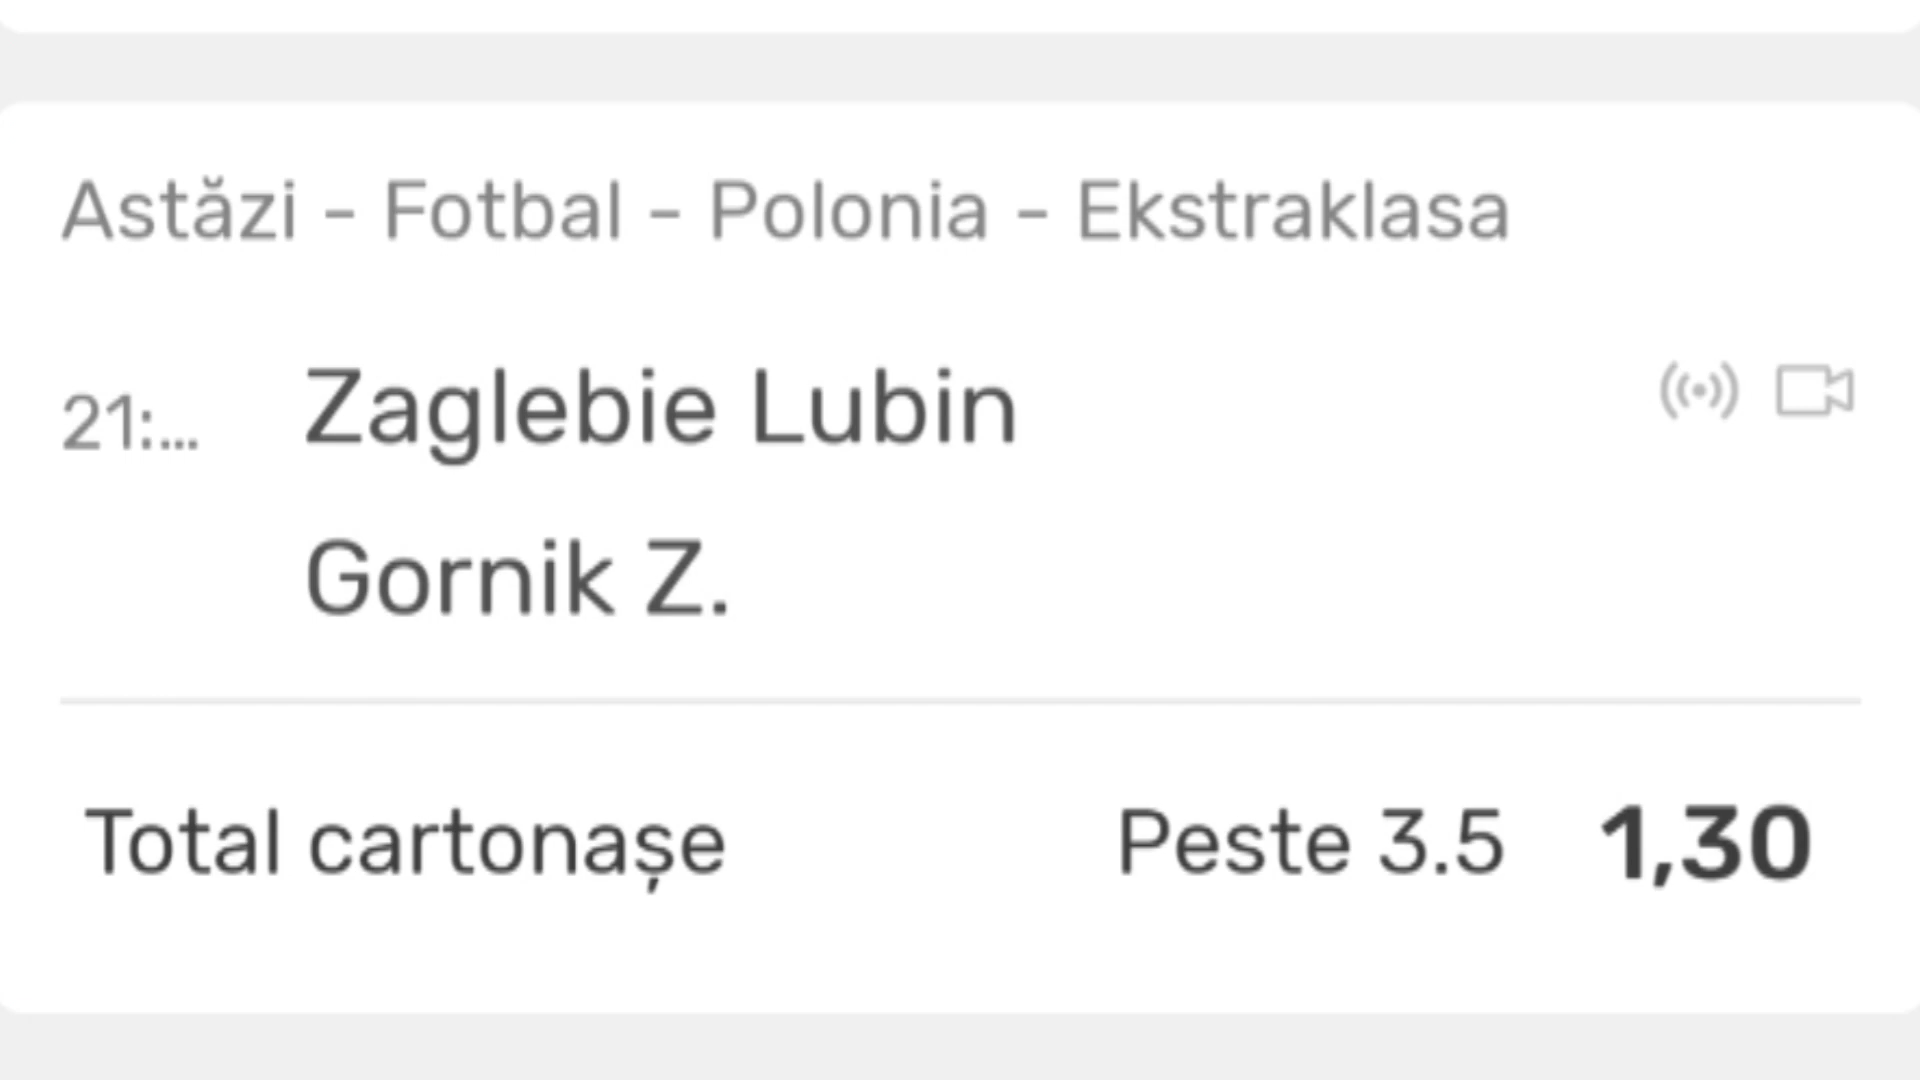 Astăzi - Fotbal - Polonia - Ekstraklasa
21:... Zaglebie Lubin
Gornik Z.
Total cartonașe Peste 3.5 1,30